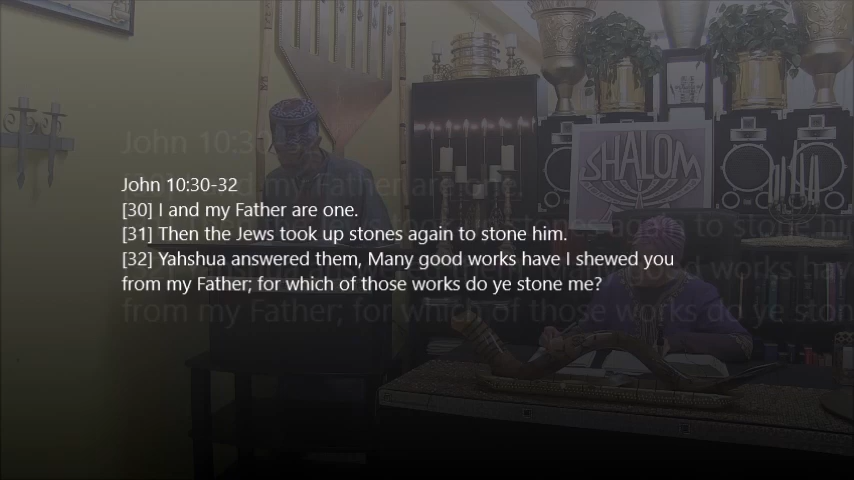 SHALOM
John 10:30-32
[30] I and my Father are one.
[31] Then the Jews took up stones again to stone him.
[32] Yahshua answered them, Many good works have I shewed you
from my Father; for which of those works do ye stone me?